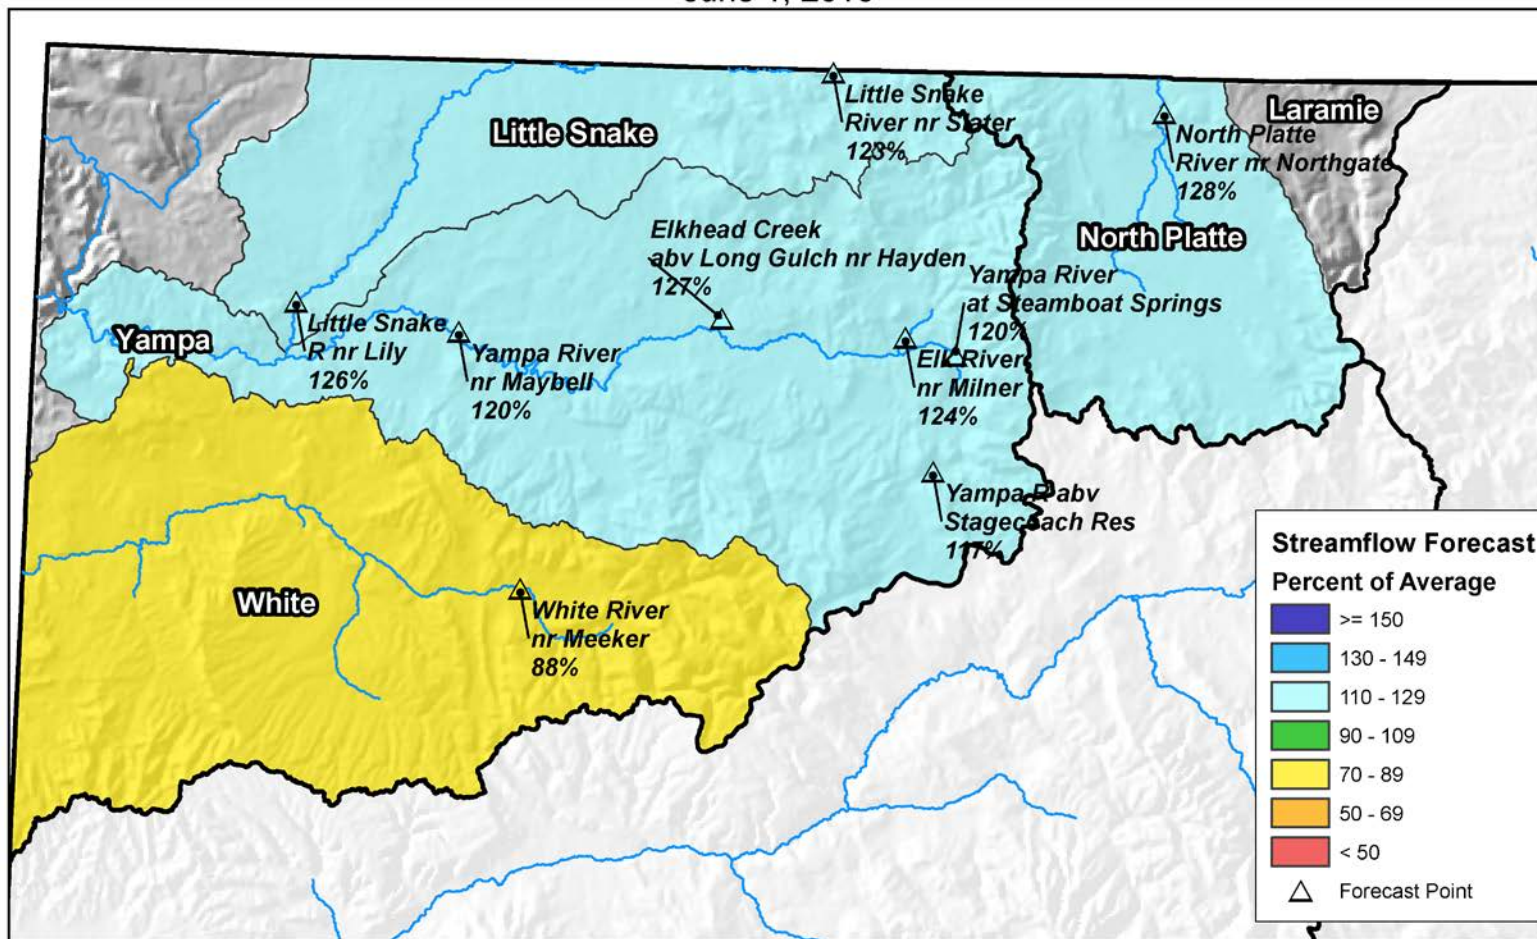 Little Snake
Little Snake
River nr Slater
123%
Laramie
North Platte
River nr Northgate
128%
North Platte
Elkhead Creek
abv Long Gulch nr Hayden
127%
Yampa River
at Steamboat Springs
120%
Yampa
Little Snake
R nr Lily
126%
Yampa River
nr Maybell
120%
Elk River
nr Milner
124%
Yampa R abv
Stagecoach Res
117%
White
White River
nr Meeker
88%
Streamflow Forecast
Percent of Average
>= 150
130 - 149
110 - 129
90 - 109
70 - 89
50 - 69
< 50
Forecast Point